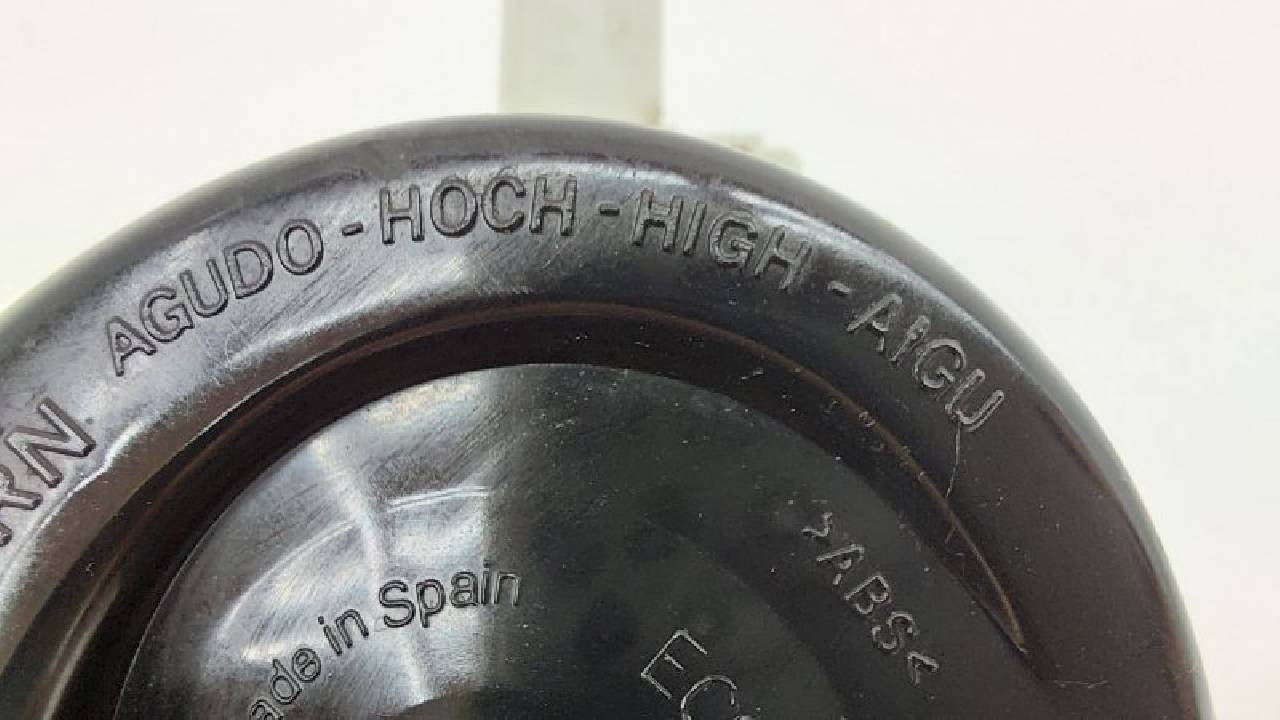 AGUDO - HOCH - HIGH - AIGU
>ABS<
in Spain